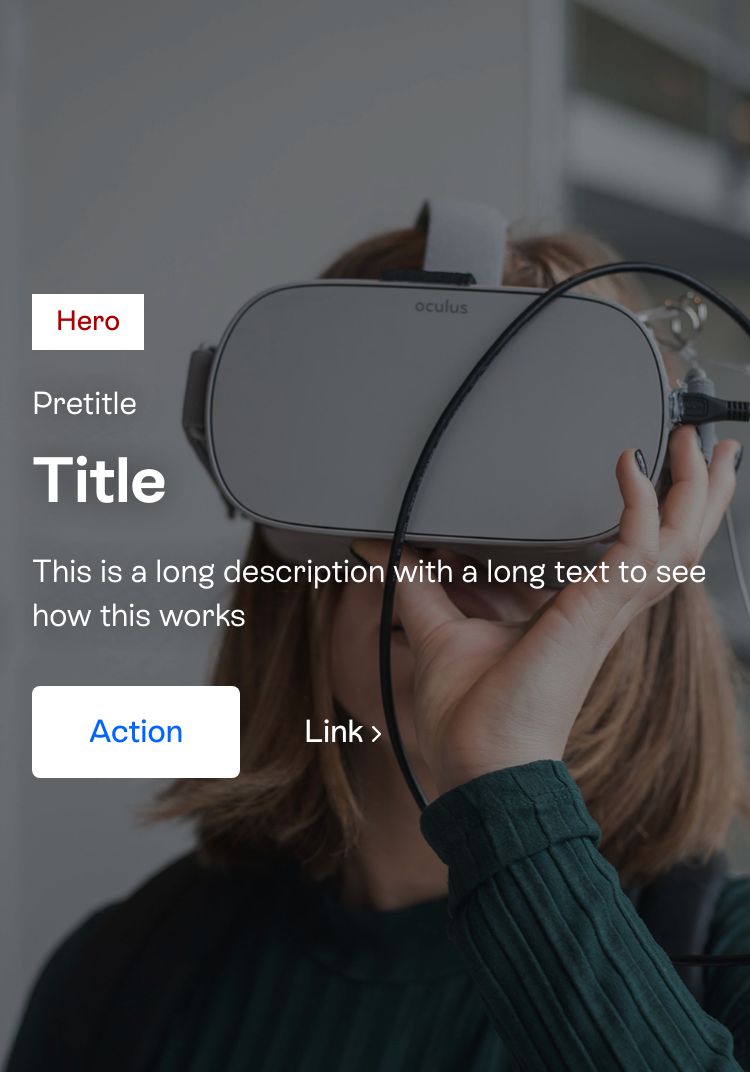 oculus
Hero
Pretitle
Title
This is a long description with a long text to see
how this works
Action
Link >